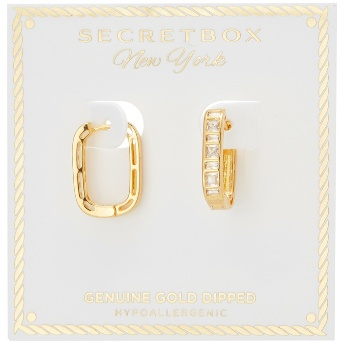 SECRETBOX
New York
GENUINE GOLD DIPPED
HYPOALLERGENIC